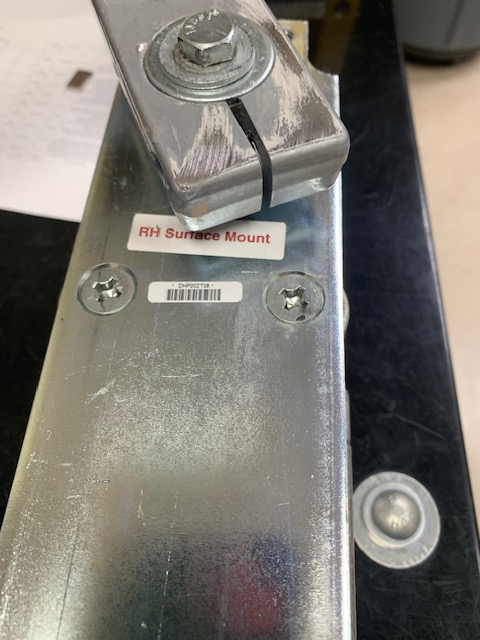 RH Surface Mount
- DHP002738 -